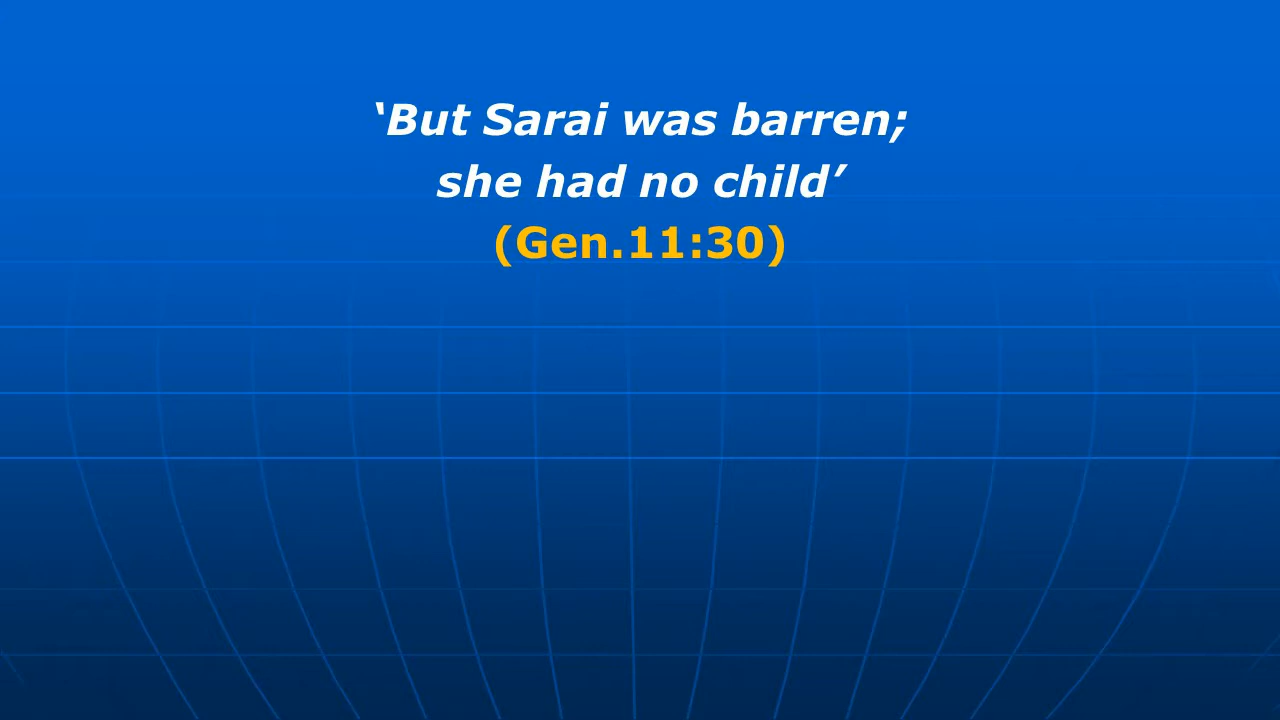 ‘But Sarai was barren;
she had no child’
(Gen.11:30)